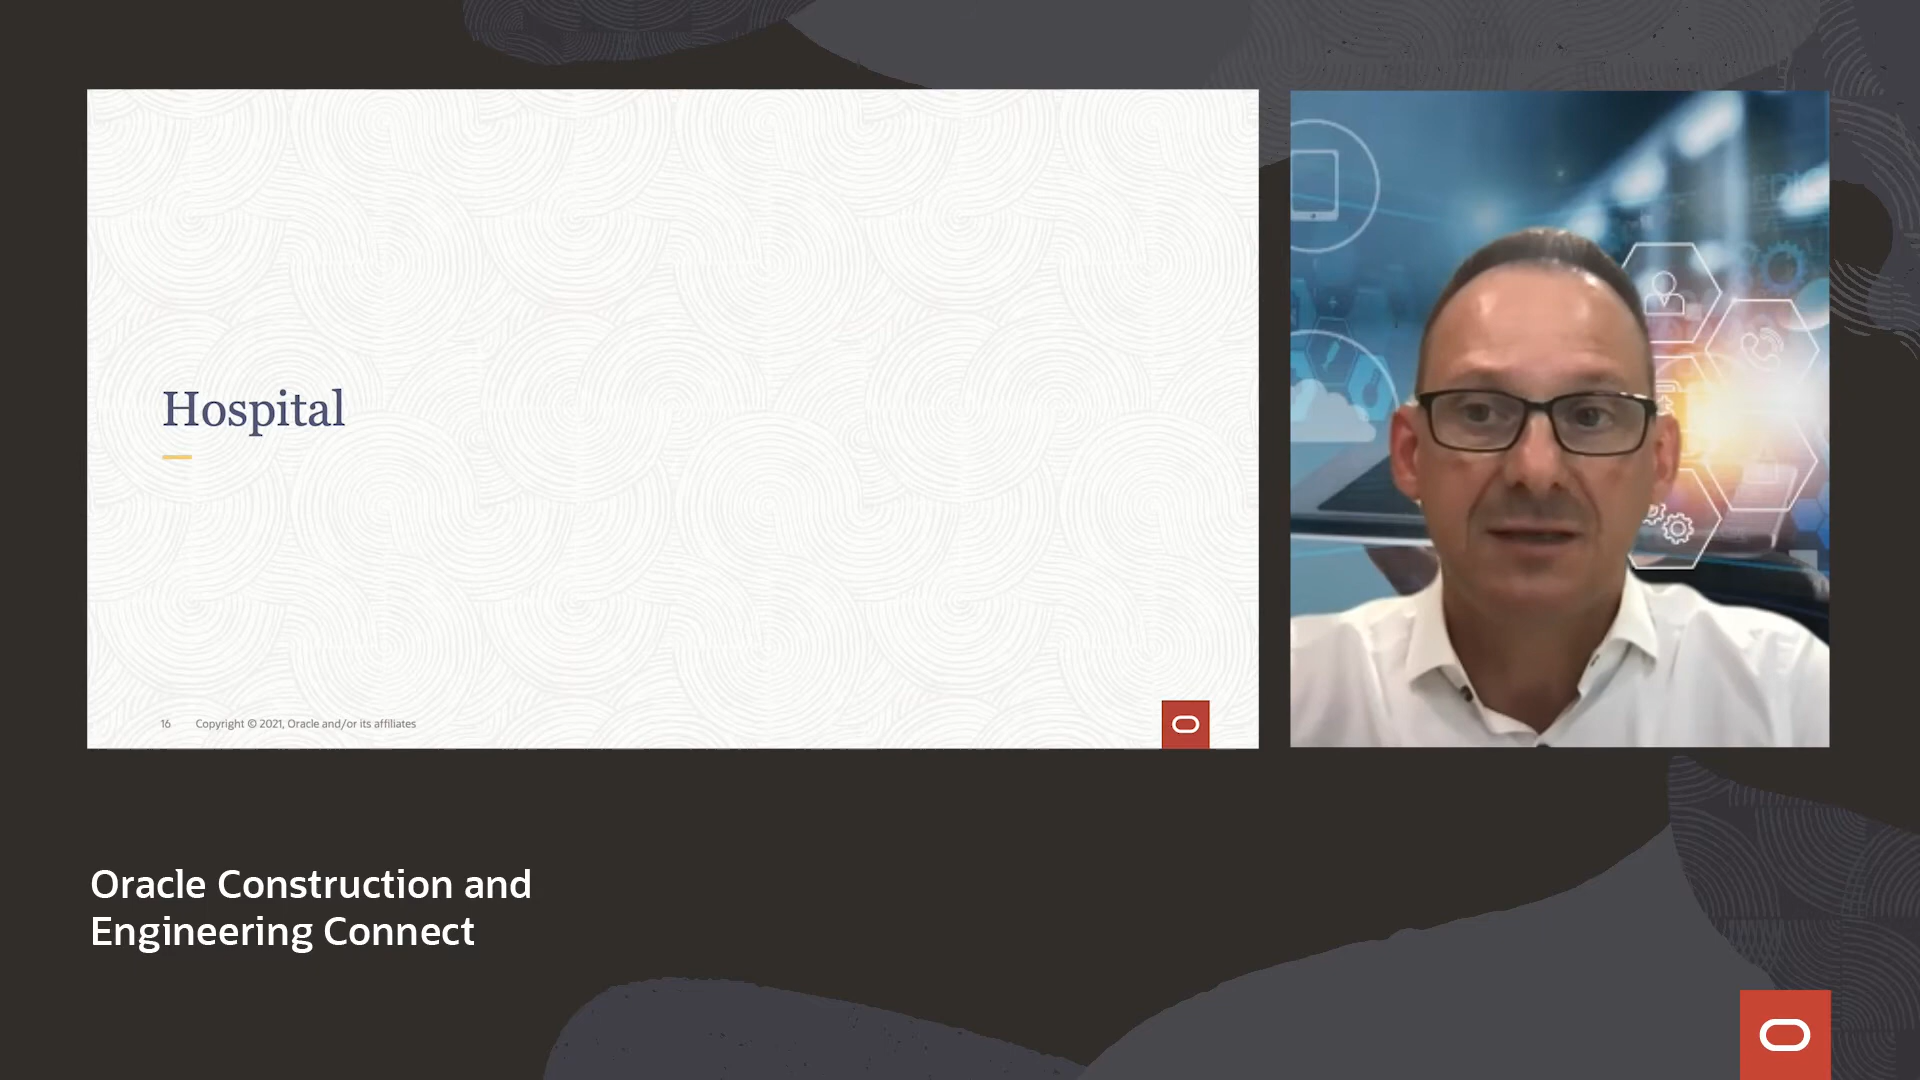 Hospital
16 Copyright © 2021, Oracle and/or its affiliates
Oracle Construction and
Engineering Connect